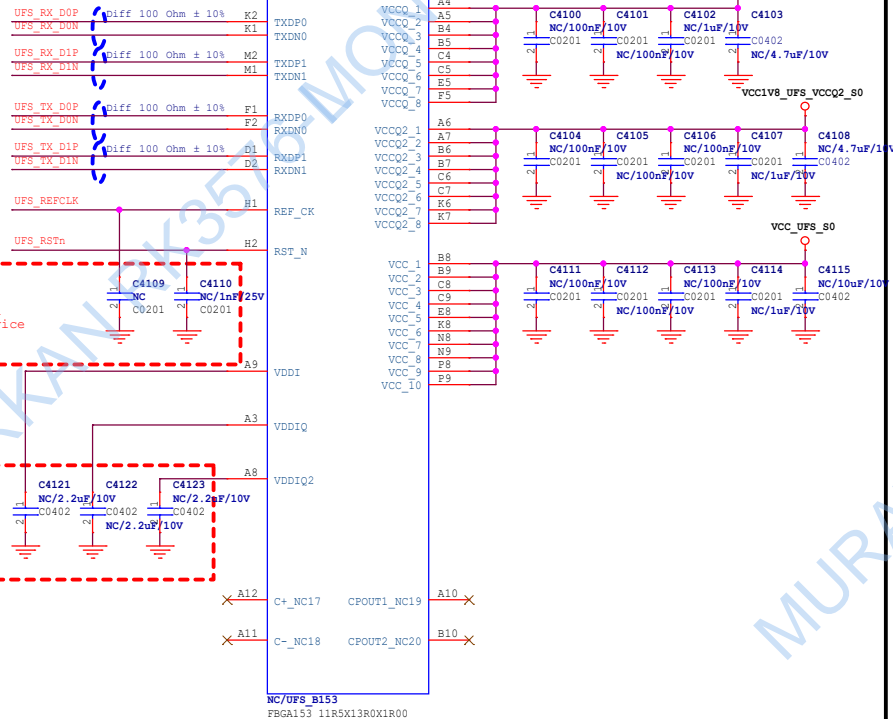 UFS_RX_D0P Diff 100 Ohm ± 10% K2 TXDP0
UFS_RX_D0N K1 TXDN0
UFS_RX_D1P Diff 100 Ohm ± 10% M2 TXDP1
UFS_RX_D1N M1 TXDN1
UFS_TX_D0P Diff 100 Ohm ± 10% F1 RXDP0
UFS_TX_D0N F2 RXDN0
UFS_TX_D1P Diff 100 Ohm ± 10% D1 RXDP1
UFS_TX_D1N D2 RXDN1
UFS_REFCLK H1 REF_CK
UFS_RSTn H2 RST_N
C4109 C4110
NC NC/1nF/25V
C0201 C0201
A9 VDDI
A3 VDDIQ
A8 VDDIQ2
C4121 C4122 C4123
NC/2.2uF/10V NC/2.2uF/10V
C0402 C0402 C0402
NC/2.2uF/10V
A12 C+_NC17
A11 C-_NC18
VCCQ_1 A4
VCCQ_2 A5
VCCQ_3 B4
VCCQ_4 B5
VCCQ_5 C4
VCCQ_6 C5
VCCQ_7 E5
VCCQ_8 F5
C4100 C4101 C4102 C4103
NC/100nF/10V NC/1uF/10V
C0201 C0201 C0201 C0402
NC/100nF/10V NC/4.7uF/10V
VCC1V8_UFS_VCCQ2_S0
VCCQ2_1 A6
VCCQ2_2 A7
VCCQ2_3 B6
VCCQ2_4 B7
VCCQ2_5 C6
VCCQ2_6 C7
VCCQ2_7 K6
VCCQ2_8 K7
C4104 C4105 C4106 C4107 C4108
NC/100nF/10V NC/100nF/10V NC/4.7uF/10V
C0201 C0201 C0201 C0201 C0402
NC/100nF/10V NC/1uF/10V
VCC_UFS_S0
VCC_1 B8
VCC_2 B9
VCC_3 C8
VCC_4 C9
VCC_5 E8
VCC_6 K8
VCC_7 N8
VCC_8 N9
VCC_9 P8
VCC_10 P9
C4111 C4112 C4113 C4114 C4115
NC/100nF/10V NC/100nF/10V NC/10uF/10V
C0201 C0201 C0201 C0201 C0402
NC/100nF/10V NC/1uF/10V
CPOUT1_NC19 A10
CPOUT2_NC20 B10
NC/UFS_B153
FBGA153 11R5X13R0X1R00